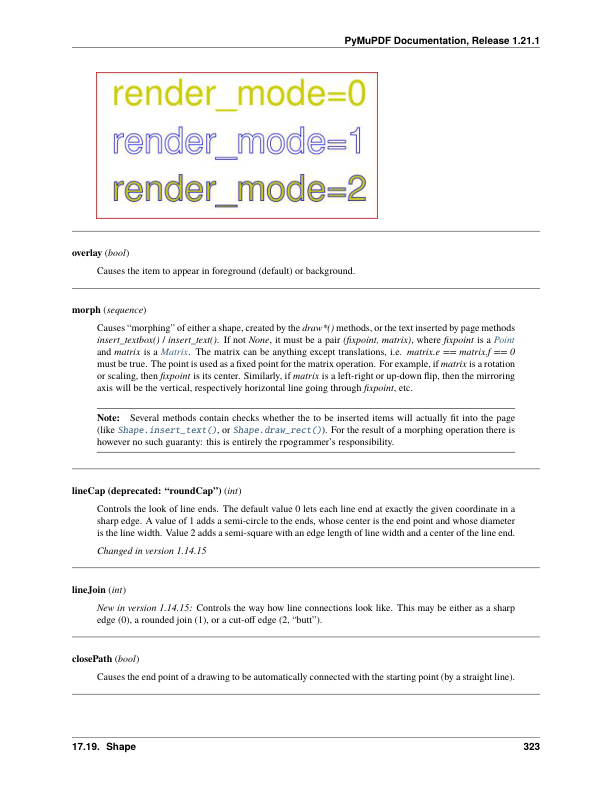 PyMuPDF Documentation, Release 1.21.1
render_mode=0
render_mode=1
render_mode=2
overlay (bool)
Causes the item to appear in foreground (default) or background.
morph (sequence)
Causes “morphing” of either a shape, created by the draw*() methods, or the text inserted by page methods
insert_textbox() / insert_text(). If not None, it must be a pair (fixpoint, matrix), where fixpoint is a Point
and matrix is a Matrix. The matrix can be anything except translations, i.e. matrix.e == matrix.f == 0
must be true. The point is used as a fixed point for the matrix operation. For example, if matrix is a rotation
or scaling, then fixpoint is its center. Similarly, if matrix is a left-right or up-down flip, then the mirroring
axis will be the vertical, respectively horizontal line going through fixpoint, etc.
Note: Several methods contain checks whether the to be inserted items will actually fit into the page
(like Shape.insert_text(), or Shape.draw_rect()). For the result of a morphing operation there is
however no such guaranty: this is entirely the rpogrammer’s responsibility.
lineCap (deprecated: “roundCap”) (int)
Controls the look of line ends. The default value 0 lets each line end at exactly the given coordinate in a
sharp edge. A value of 1 adds a semi-circle to the ends, whose center is the end point and whose diameter
is the line width. Value 2 adds a semi-square with an edge length of line width and a center of the line end.
Changed in version 1.14.15
lineJoin (int)
New in version 1.14.15: Controls the way how line connections look like. This may be either as a sharp
edge (0), a rounded join (1), or a cut-off edge (2, “butt”).
closePath (bool)
Causes the end point of a drawing to be automatically connected with the starting point (by a straight line).
17.19. Shape
323